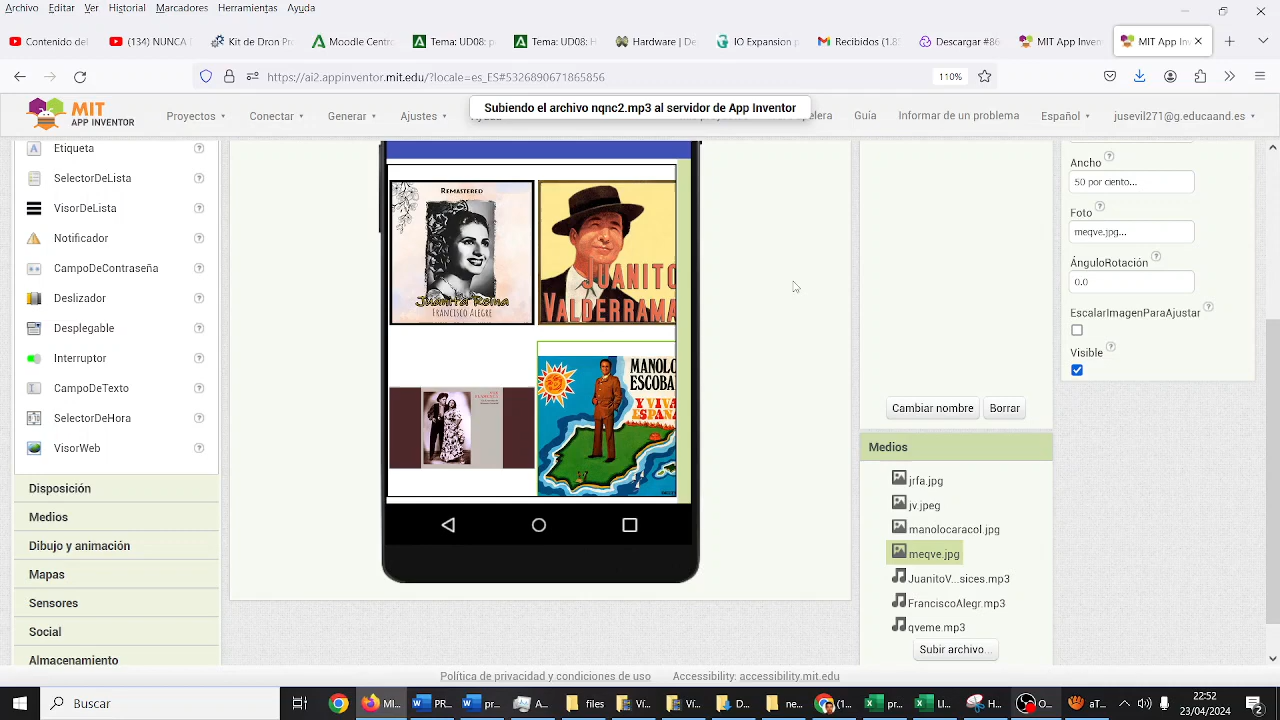 Archivo Editar Ver Historial Marcadores Herramientas Ayuda
Contenido del (134) NUNCA Kit de Dron Pro Moodle Centro Tema: UD08: p Tema: UD08: H Hardware | De IO Expansion p Recibidos (1.8 Descargar #86 MIT App Inven MIT App Inve
https://ai2.appinventor.mit.edu/?locale=es_ES#5326890671865856 110%
Subiendo el archivo nqnc2.mp3 al servidor de App Inventor
MIT
APP INVENTOR
Proyectos Conectar Generar Ajustes Guía Informar de un problema Español jusevil271@g.educaand.es
Etiqueta
SelectorDeLista
VisorDeLista
Notificador
CampoDeContraseña
Deslizador
Desplegable
Interruptor
CampoDeTexto
SelectorDeHora
VisorWeb
Disposición
Medios
Dibujo y animación
Mapas
Sensores
Social
Almacenamiento
REMASTERED
Juanita Reina
FRANCISCO ALEGRE
JUANITO
VALDERRAMA
MANOLO
ESCOBA
Y VIVA
ESPAÑA
Cambiar nombre Borrar
Medios
jrfa.jpg
jv.jpeg
manolocaracol.jpg
meqve.jpg
JuanitoV...sices.mp3
FranciscoAlegr.mp3
qveme.mp3
Subir archivo...
Ancho
50 por ciento...
Foto
meqve.jpg...
ÁnguloRotación
0.0
EscalarImagenParaAjustar
Visible
Política de privacidad y condiciones de uso Accessibility: accessibility.mit.edu
Buscar
22:52
23/04/2024